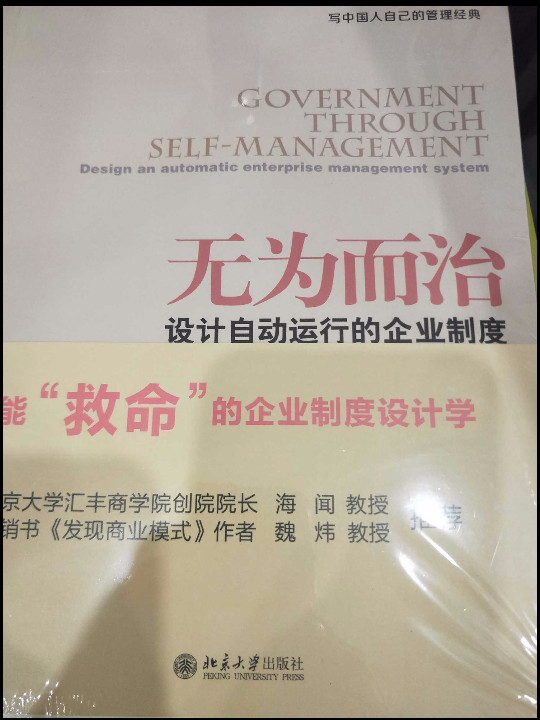 写中国人自己的管理经典
GOVERNMENT
THROUGH
SELF-MANAGEMENT
Design an automatic enterprise management system
无为而治
设计自动运行的企业制度
能“救命”的企业制度设计学
京大学汇丰商学院创院院长 海 闻 教授
销书《发现商业模式》作者 魏 炜 教授
推荐
北京大学出版社
PEKING UNIVERSITY PRESS